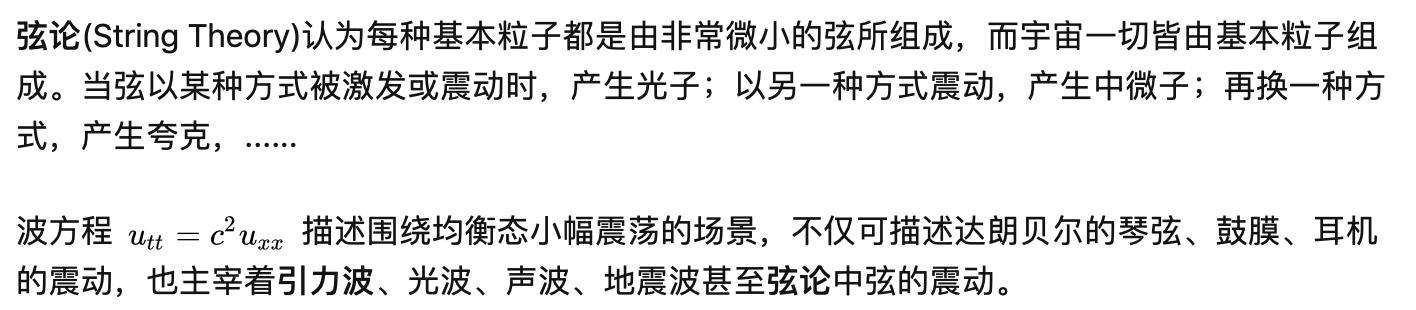 弦论(String Theory)认为每种基本粒子都是由非常微小的弦所组成，而宇宙一切皆由基本粒子组
成。当弦以某种方式被激发或震动时，产生光子；以另一种方式震动，产生中微子；再换一种方
式，产生夸克，......
波方程 u_{tt} = c^2 u_{xx} 描述围绕均衡态小幅震荡的场景，不仅可描述达朗贝尔的琴弦、鼓膜、耳机
的震动，也主宰着引力波、光波、声波、地震波甚至弦论中弦的震动。